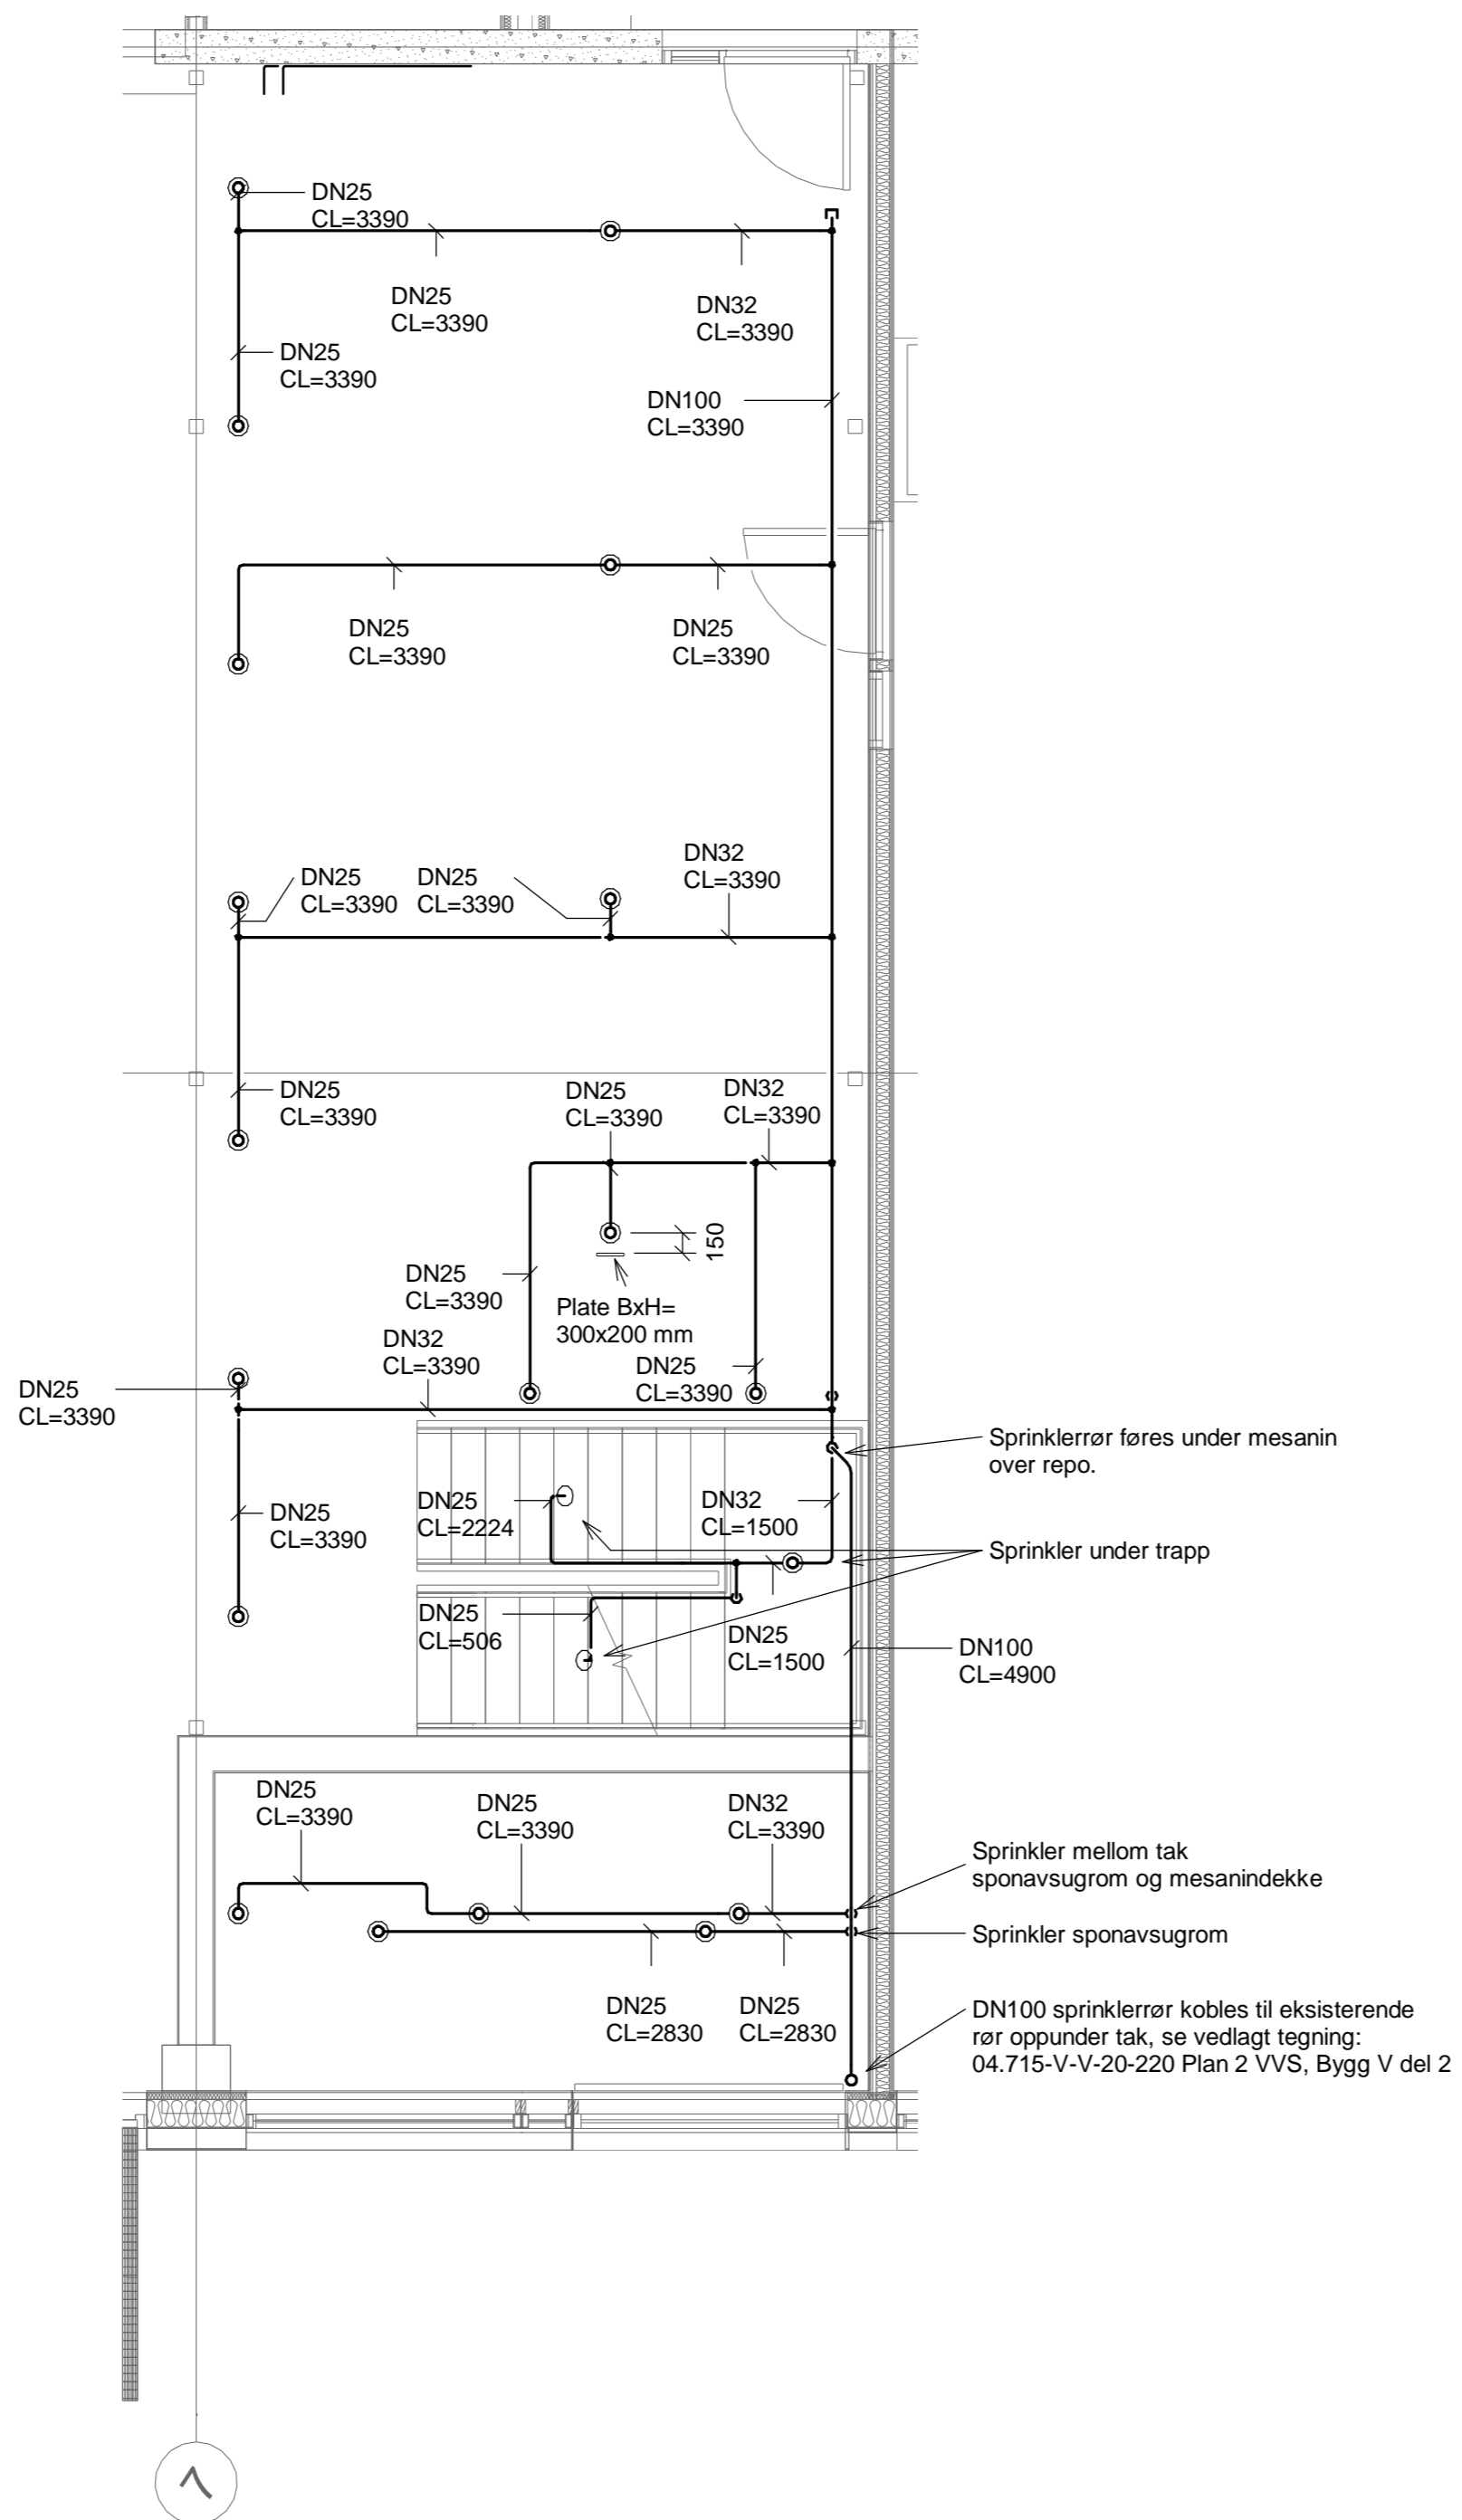 DN25
CL=3390
DN25
CL=3390
DN32
CL=3390
DN25
CL=3390
DN100
CL=3390
DN25
CL=3390
DN25
CL=3390
DN32
CL=3390
DN25
CL=3390
DN25
CL=3390
DN25
CL=3390
DN25
CL=3390
DN32
CL=3390
150
DN25
CL=3390
Plate BxH=
300x200 mm
DN32
CL=3390
DN25
CL=3390
DN25
CL=3390
Sprinklerrør føres under mesanin
over repo.
DN25
CL=2224
DN32
CL=1500
DN25
CL=3390
Sprinkler under trapp
DN25
CL=506
DN25
CL=1500
DN100
CL=4900
DN25
CL=3390
DN25
CL=3390
DN32
CL=3390
Sprinkler mellom tak
sponavsugrom og mesanindekke
Sprinkler sponavsugrom
DN25
CL=2830
DN25
CL=2830
DN100 sprinklerrør kobles til eksisterende
rør oppunder tak, se vedlagt tegning:
04.715-V-V-20-220 Plan 2 VVS, Bygg V del 2